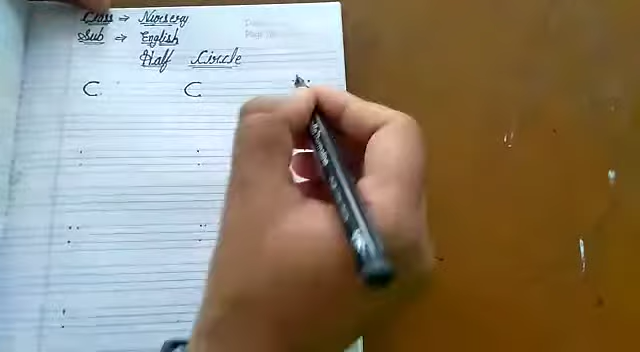 Class → Nursery
Sub → English
Half Circle
C C